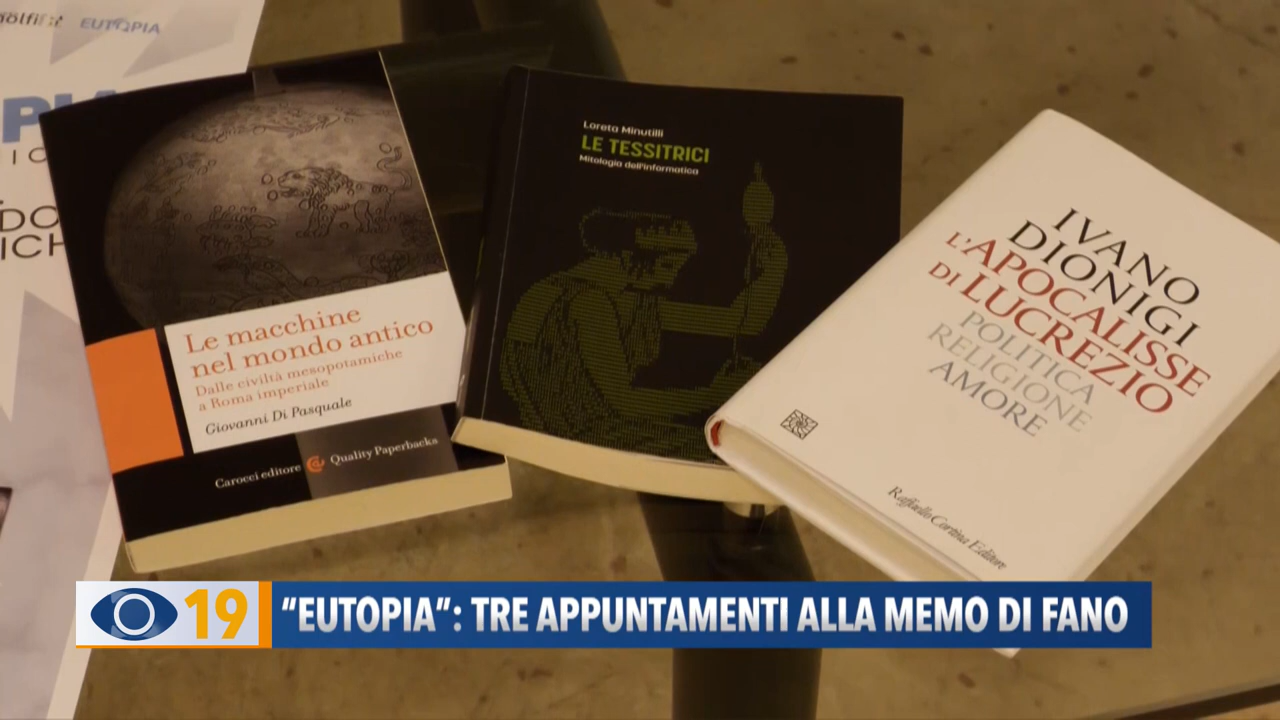 EUTOPIA
Le macchine
nel mondo antico
Dalle civiltà mesopotamiche
a Roma imperiale
Giovanni Di Pasquale
Carocci editore Quality Paperbacks
Loreta Minutilli
LE TESSITRICI
Mitologia dell'informatica
IVANO
DIONIGI
L'APOCALISSE
DI LUCREZIO
POLITICA
RELIGIONE
AMORE
Raffaello Cortina Editore
19
“EUTOPIA”: TRE APPUNTAMENTI ALLA MEMO DI FANO